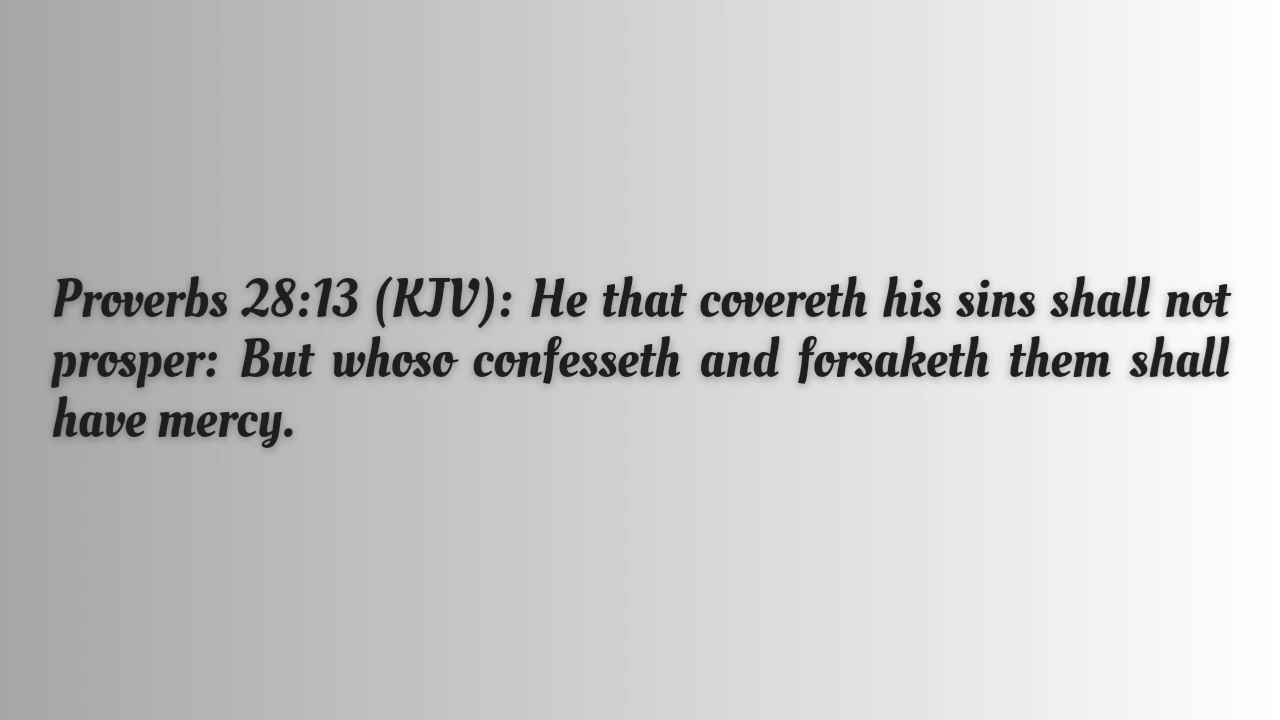 Proverbs 28:13 (KJV): He that covereth his sins shall not
prosper: But whoso confesseth and forsaketh them shall
have mercy.